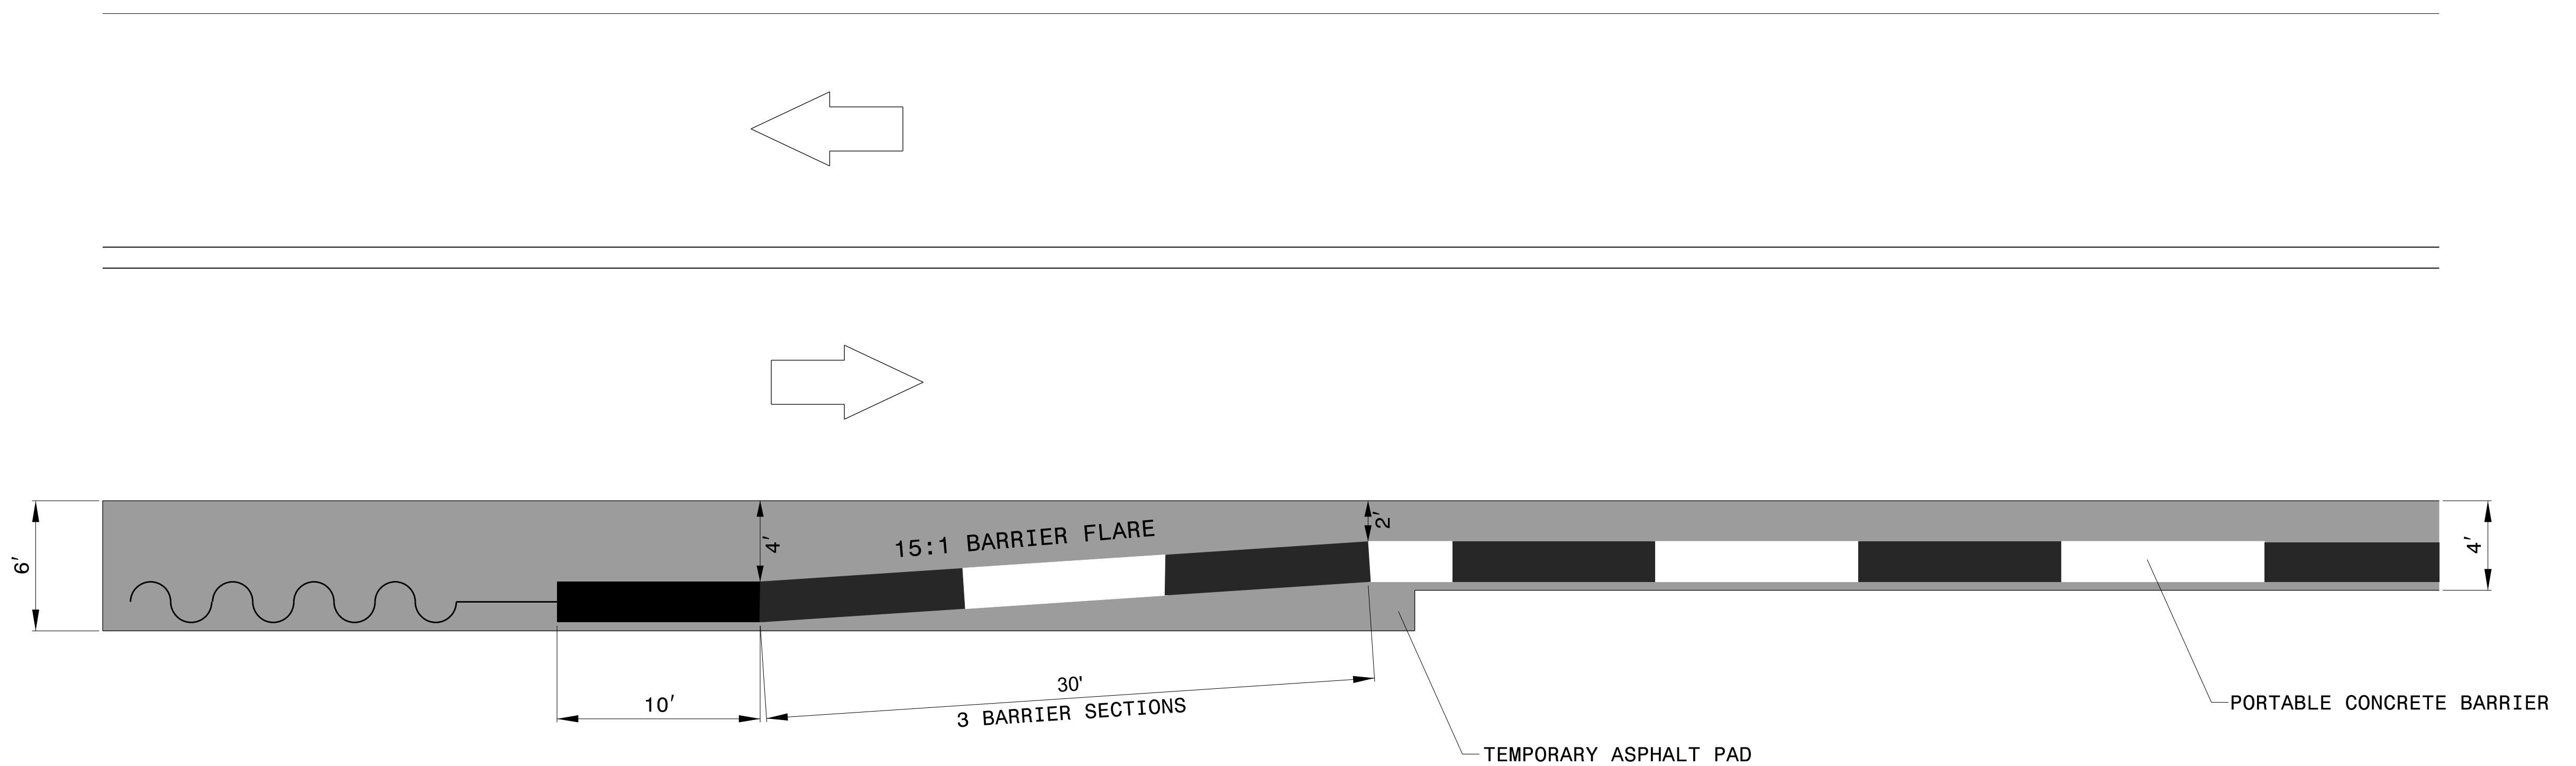 15:1 BARRIER FLARE
2'
4'
4'
6'
30'
3 BARRIER SECTIONS
10'
PORTABLE CONCRETE BARRIER
TEMPORARY ASPHALT PAD